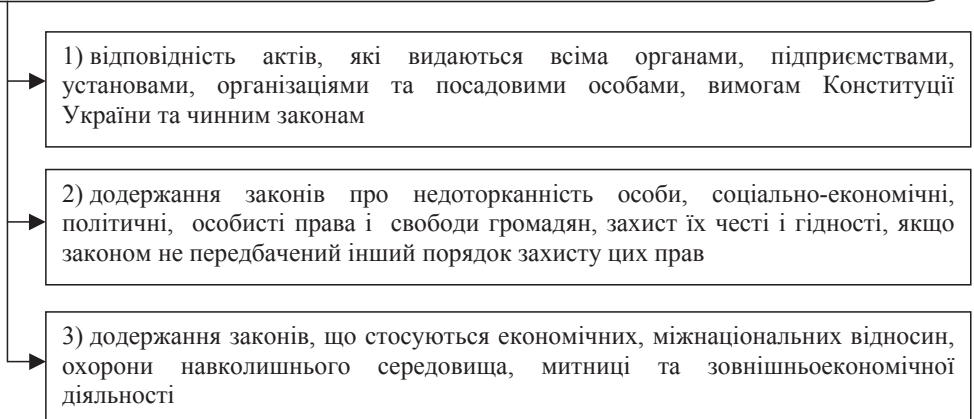 1) відповідність актів, які видаються всіма органами, підприємствами,
установами, організаціями та посадовими особами, вимогам Конституції
України та чинним законам
2) додержання законів про недоторканність особи, соціально-економічні,
політичні, особисті права і свободи громадян, захист їх честі і гідності, якщо
законом не передбачений інший порядок захисту цих прав
3) додержання законів, що стосуються економічних, міжнаціональних відносин,
охорони навколишнього середовища, митниці та зовнішньоекономічної
діяльності